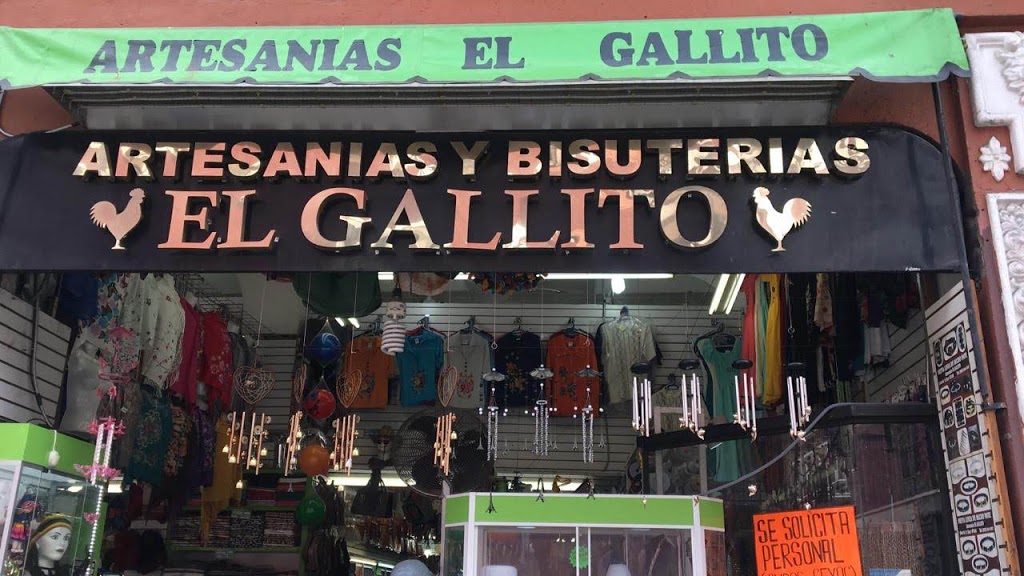 ARTESANIAS EL GALLITO
ARTESANIAS Y BISUTERIAS
EL GALLITO
SE SOLICITA
PERSONAL